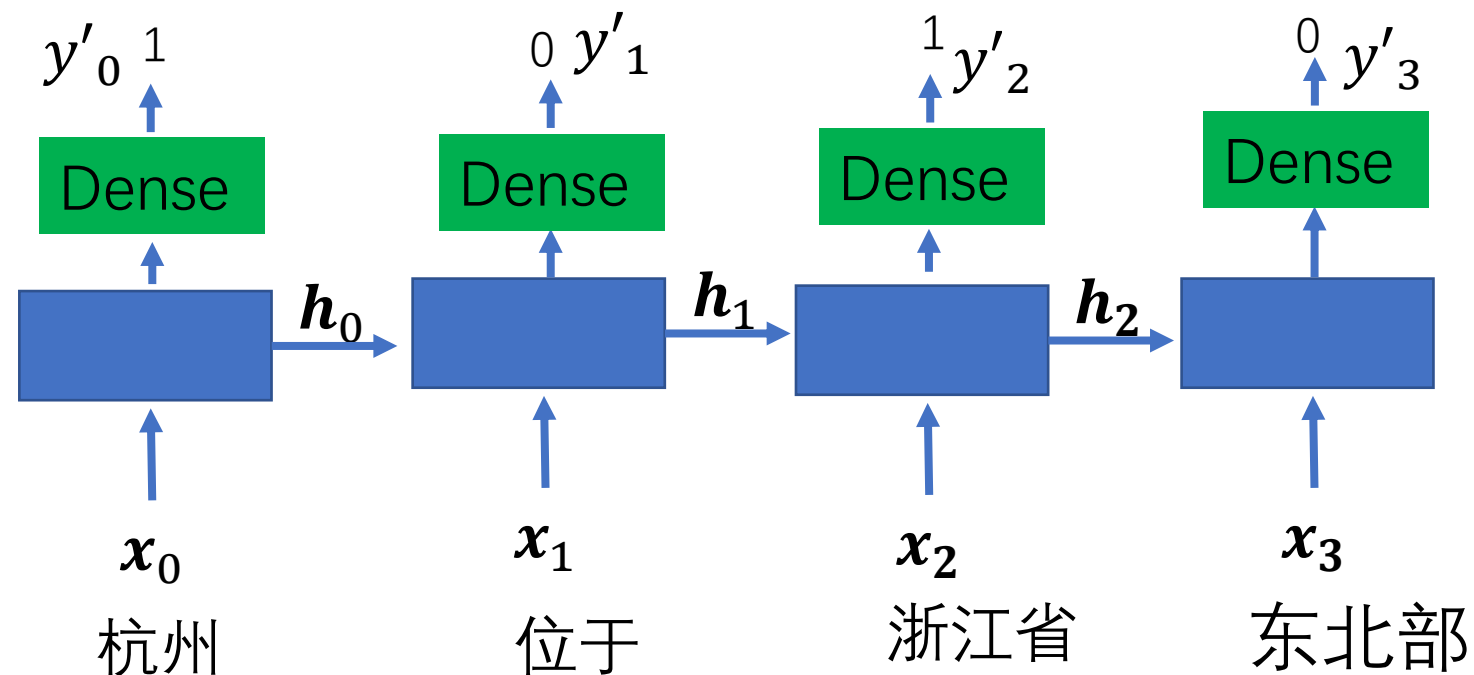 y′₀ 1 0 y′₁ 1 y′₂ 0 y′₃
Dense Dense Dense Dense
h₀ h₁ h₂
x₀ x₁ x₂ x₃
杭州 位于 浙江省 东北部